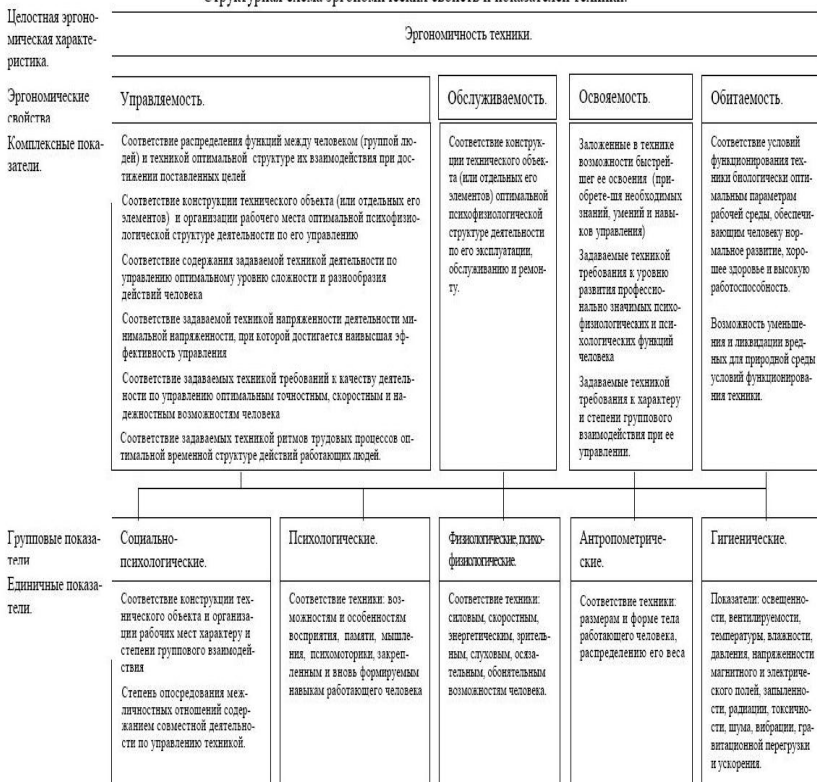 Структурная схема эргономических свойств и показателей техники.
Целостная эргоно-
мическая характе-
ристика.
Эргономичность техники.
Эргономические
свойства
Управляемость.
Обслуживаемость.
Освояемость.
Обитаемость.
Комплексные пока-
затели.
Соответствие распределения функций между человеком (группой лю-
дей) и техникой оптимальной структуре их взаимодействия при дос-
тижении поставленных целей
Соответствие конструкции технического объекта (или отдельных его
элементов) и организации рабочего места оптимальной психофизио-
логической структуре деятельности по его управлению
Соответствие содержания задаваемой техникой деятельности по
управлению оптимальному уровню сложности и разнообразия
действий человека
Соответствие задаваемой техникой напряженности деятельности ми-
нимальной напряженности, при которой достигается наивысшая эф-
фективность управления
Соответствие задаваемых техникой требований к качеству деятель-
ности по управлению оптимальным точностным, скоростным и на-
дежностным возможностям человека
Соответствие задаваемых техникой ритмов трудовых процессов оп-
тимальной временной структуре действий работающих людей.
Соответствие конструк-
ции технического объек-
та (или отдельных его
элементов) оптимальной
психофизиологической
структуре деятельности
по его эксплуатации,
обслуживанию и ремон-
ту.
Заложенные в технике
возможности быстрей-
шег ее освоения (при-
обрете-шя необходимых
знаний, умений и навы-
ков управления)
Задаваемые техникой
требования к уровню
развития профессио-
нально значимых психо-
физиологических и пси-
хологических функций
человека
Задаваемые техникой
требования к характеру
и степени группового
взаимодействия при ее
управлении.
Соответствие условий
функционирования тех-
ники биологически опти-
мальным параметрам
рабочей среды, обеспечи-
вающим человеку нор-
мальное развитие, хоро-
шее здоровье и высокую
работоспособность.
Возможность уменьше-
ния и ликвидации вред-
ных для природной среды
условий функционирова-
ния техники.
Групповые показа-
тели
Социально-
психологические.
Психологические.
Физиологические, психо-
физиологические.
Антропометриче-
ские.
Гигиенические.
Единичные показа-
тели.
Соответствие конструкции тех-
нического объекта и организа-
ции рабочих мест характеру и
степени группового взаимодейс-
твия
Степень опосредования меж-
личностных отношений содер-
жанием совместной деятельно-
сти по управлению техникой.
Соответствие техники: воз-
можностям и особенностям
восприятия, памяти, мышле-
ния, психомоторики, закреп-
ленным и вновь формируемым
навыкам работающего человека
Соответствие техники:
силовым, скоростным,
энергетическим, зритель-
ным, слуховым, осяза-
тельным, обонятельным
возможностям человека.
Соответствие техники:
размерам и форме тела
работающего человека,
распределению его веса
Показатели: освещенно-
сти, вентилируемости,
температуры, влажности,
давления, напряженности
магнитного и электриче-
ского полей, запыленно-
сти, радиации, токсично-
сти, шума, вибрации, гра-
витационной перегрузки
и ускорения.